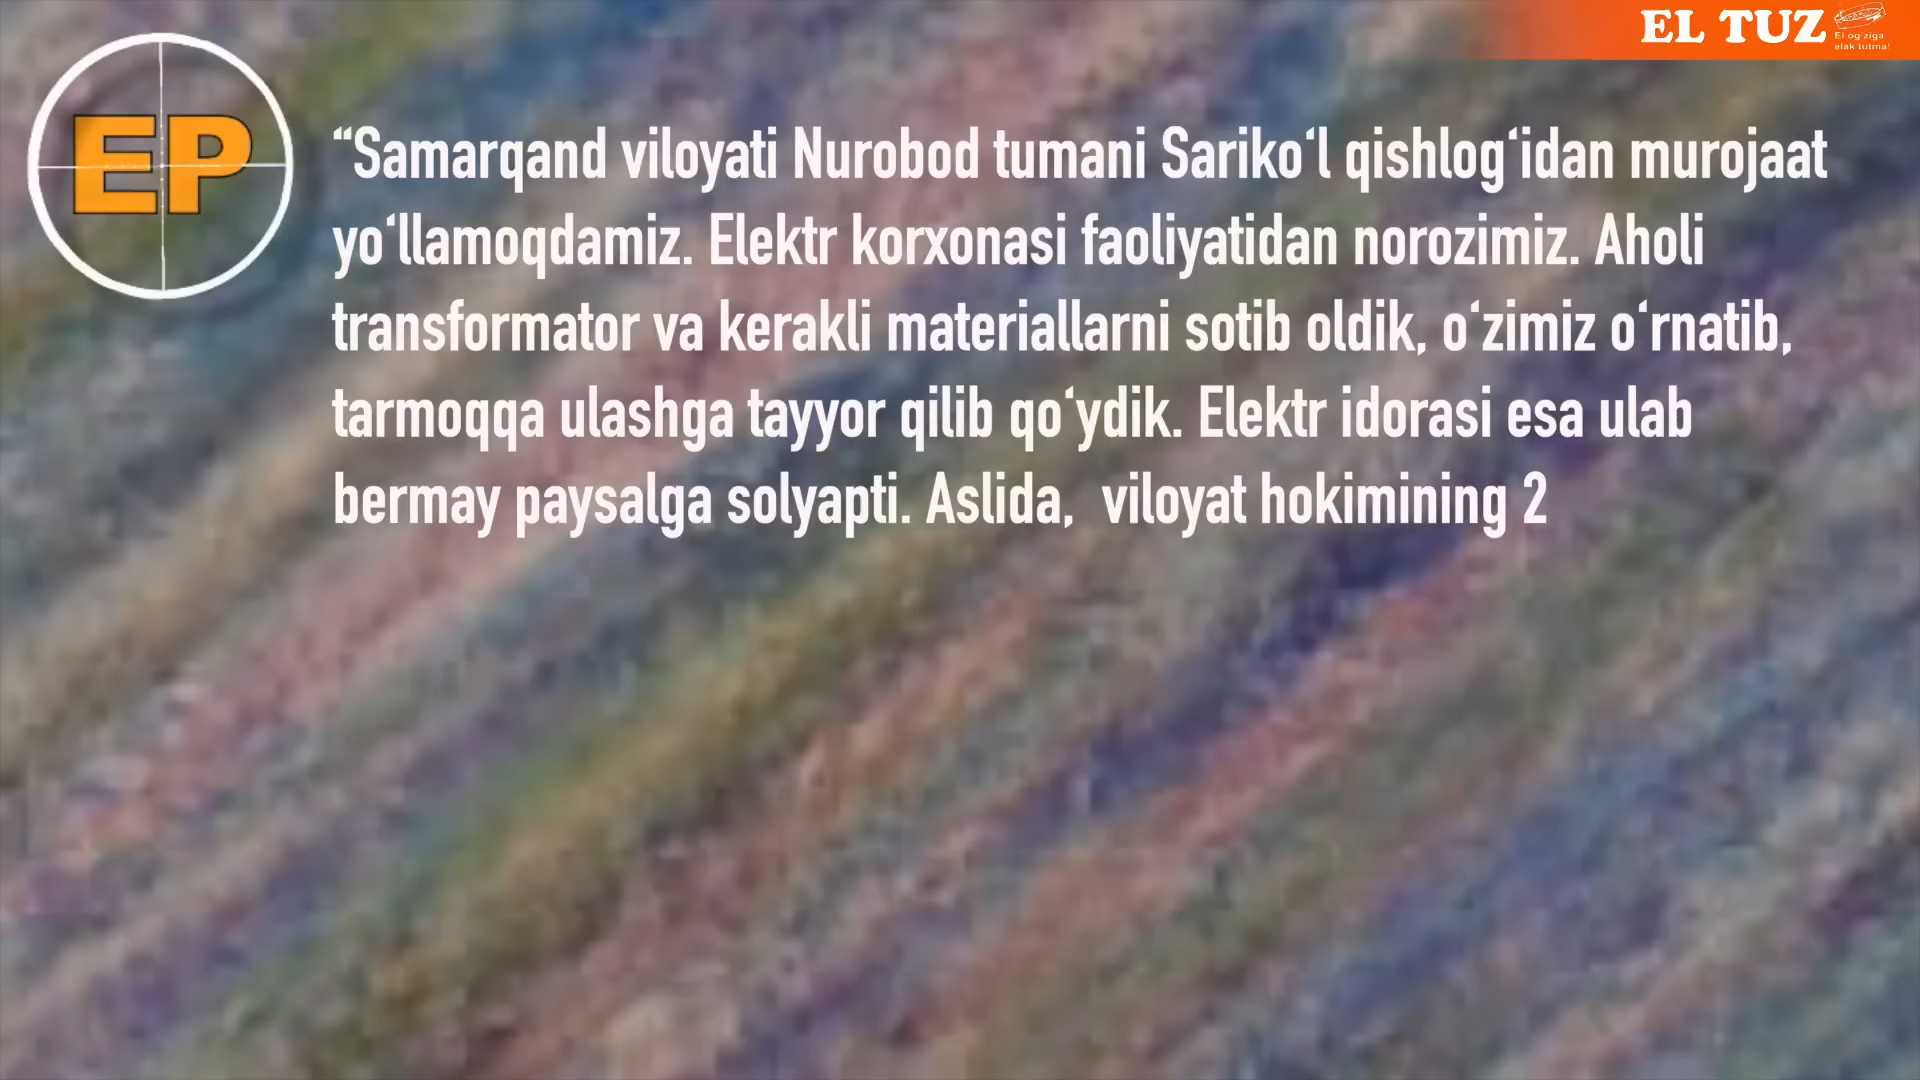 EL TUZ
El og'ziga
elak tutma!
EP
“Samarqand viloyati Nurobod tumani Sariko‘l qishlog‘idan murojaat
yo‘llamoqdamiz. Elektr korxonasi faoliyatidan norozimiz. Aholi
transformator va kerakli materiallarni sotib oldik, o‘zimiz o‘rnatib,
tarmoqqa ulashga tayyor qilib qo‘ydik. Elektr idorasi esa ulab
bermay paysalga solyapti. Aslida, viloyat hokimining 2